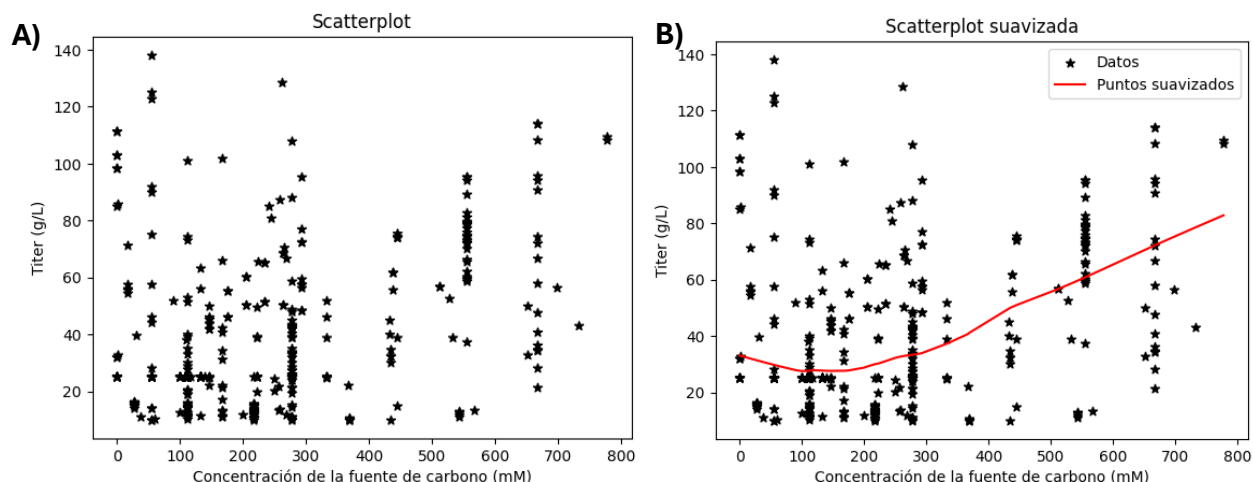 A)
Scatterplot
Titer (g/L)
140
120
100
80
60
40
20
0 100 200 300 400 500 600 700 800
Concentración de la fuente de carbono (mM)
B)
Scatterplot suavizada
Datos
Puntos suavizados
Titer (g/L)
140
120
100
80
60
40
20
0 100 200 300 400 500 600 700 800
Concentración de la fuente de carbono (mM)